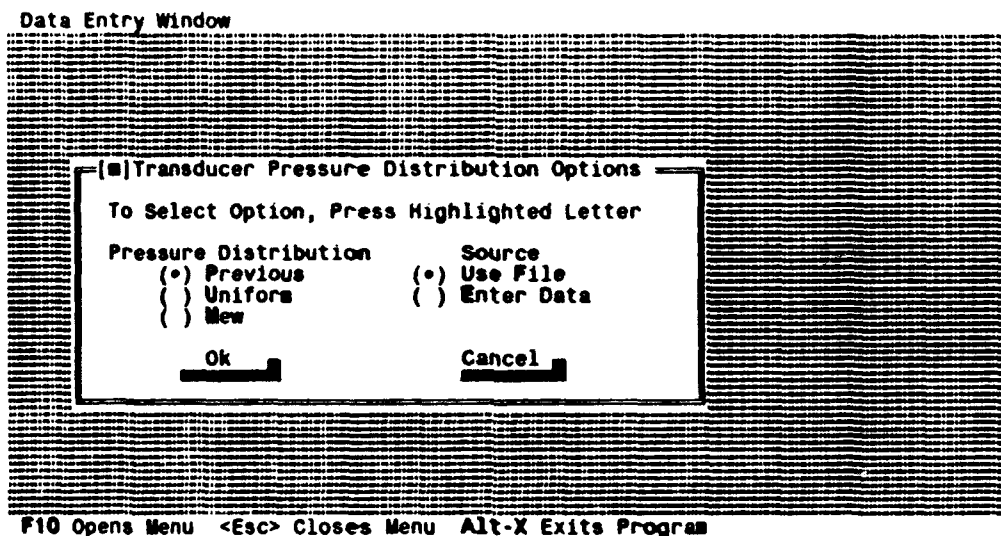 Data Entry Window
[■]Transducer Pressure Distribution Options
To Select Option, Press Highlighted Letter
Pressure Distribution Source
(•) Previous (•) Use File
( ) Uniform ( ) Enter Data
( ) New
Ok Cancel
F10 Opens Menu <Esc> Closes Menu Alt-X Exits Program